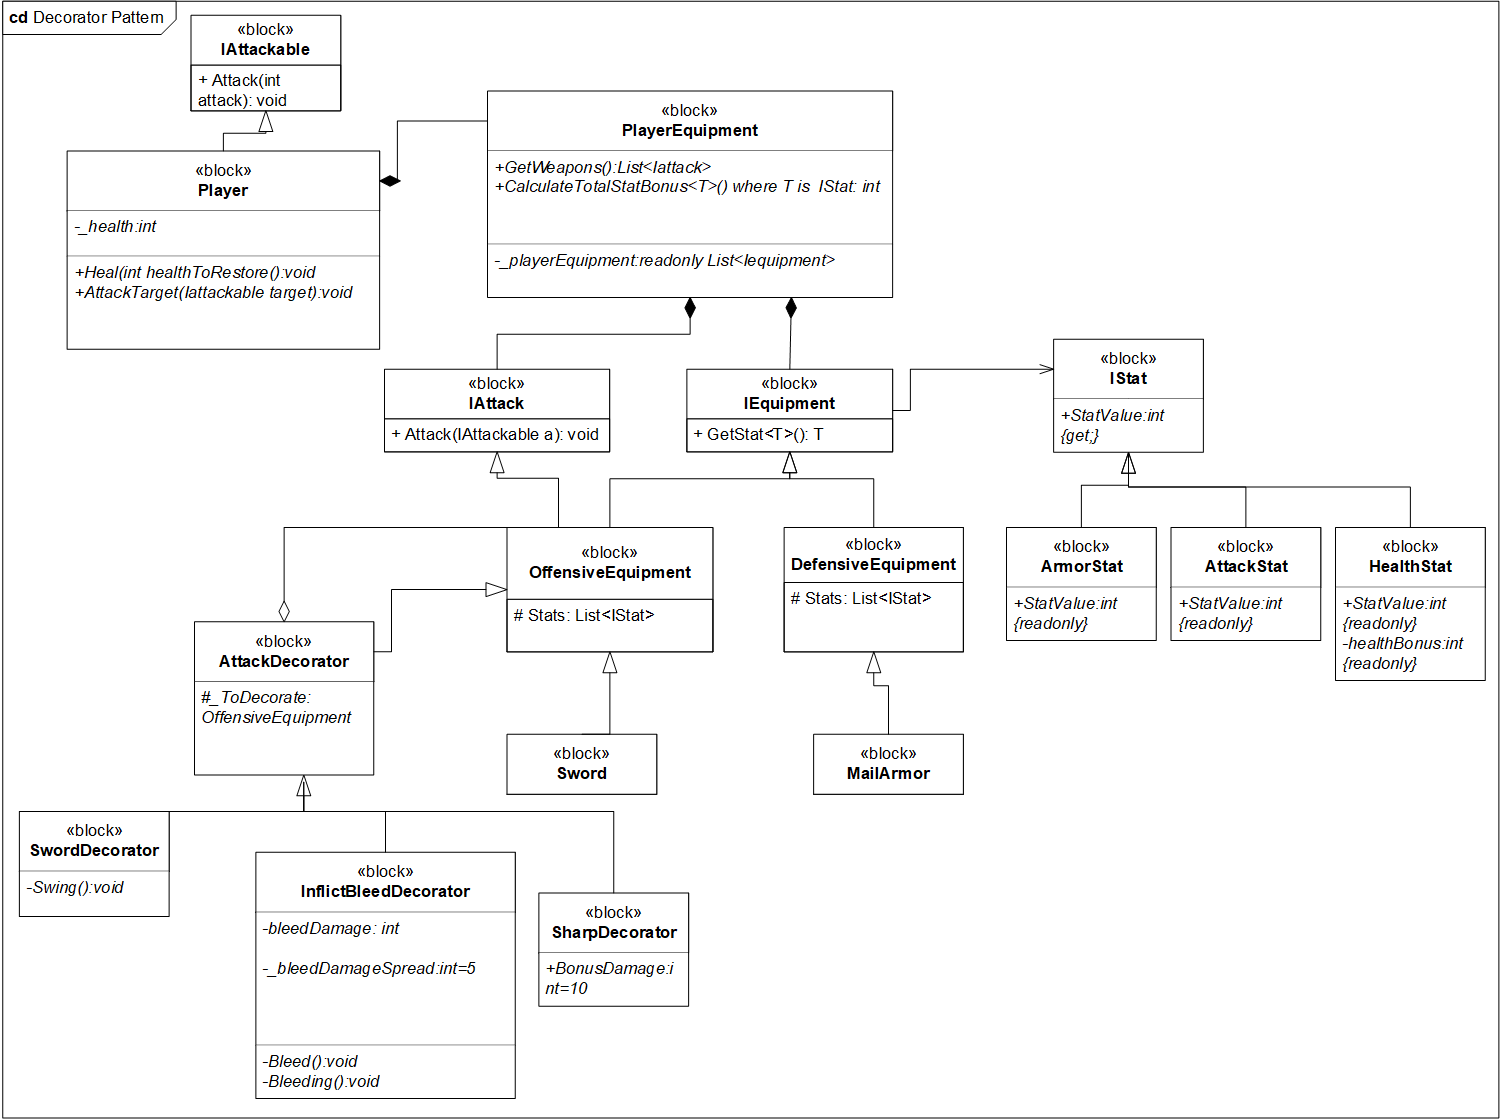 cd Decorator Pattern
«block»
IAttackable
+ Attack(int
attack): void
«block»
Player
-_health:int
+Heal(int healthToRestore():void
+AttackTarget(Iattackable target):void
«block»
PlayerEquipment
+GetWeapons():List<Iattack>
+CalculateTotalStatBonus<T>() where T is  IStat: int
-_playerEquipment:readonly List<Iequipment>
«block»
IAttack
+ Attack(IAttackable a): void
«block»
IEquipment
+ GetStat<T>(): T
«block»
IStat
+StatValue:int
{get;}
«block»
OffensiveEquipment
# Stats: List<IStat>
«block»
DefensiveEquipment
# Stats: List<IStat>
«block»
ArmorStat
+StatValue:int
{readonly}
«block»
AttackStat
+StatValue:int
{readonly}
«block»
HealthStat
+StatValue:int
{readonly}
-healthBonus:int
{readonly}
«block»
AttackDecorator
#_ToDecorate:
OffensiveEquipment
«block»
Sword
«block»
MailArmor
«block»
SwordDecorator
-Swing():void
«block»
InflictBleedDecorator
-bleedDamage: int
-_bleedDamageSpread:int=5
-Bleed():void
-Bleeding():void
«block»
SharpDecorator
+BonusDamage:i
nt=10